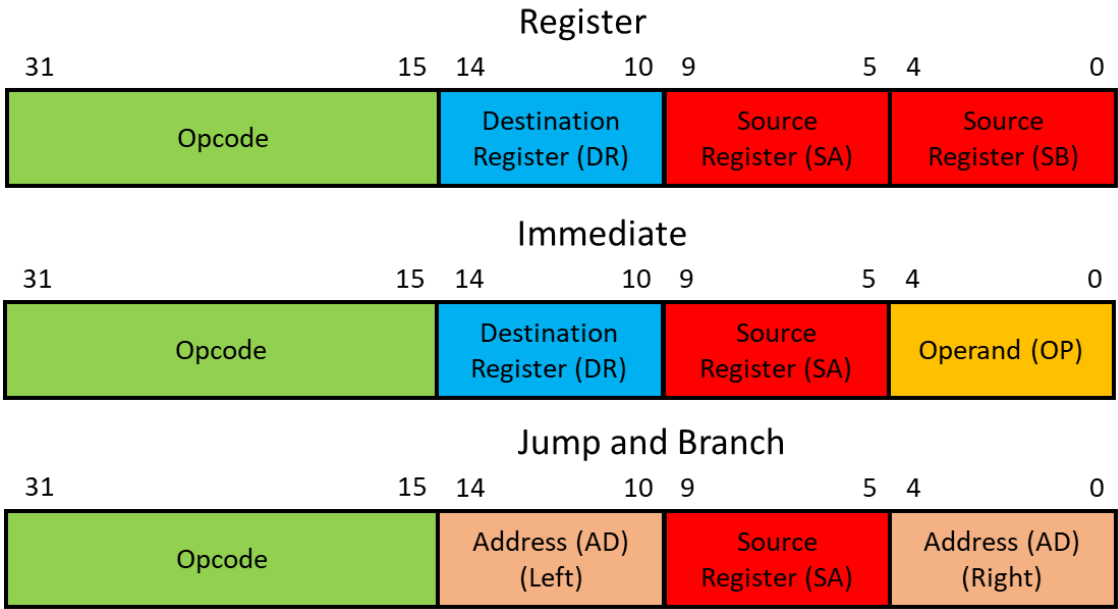 Register
31 15 14 10 9 5 4 0
Opcode
Destination
Register (DR)
Source
Register (SA)
Source
Register (SB)
Immediate
31 15 14 10 9 5 4 0
Opcode
Destination
Register (DR)
Source
Register (SA)
Operand (OP)
Jump and Branch
31 15 14 10 9 5 4 0
Opcode
Address (AD)
(Left)
Source
Register (SA)
Address (AD)
(Right)